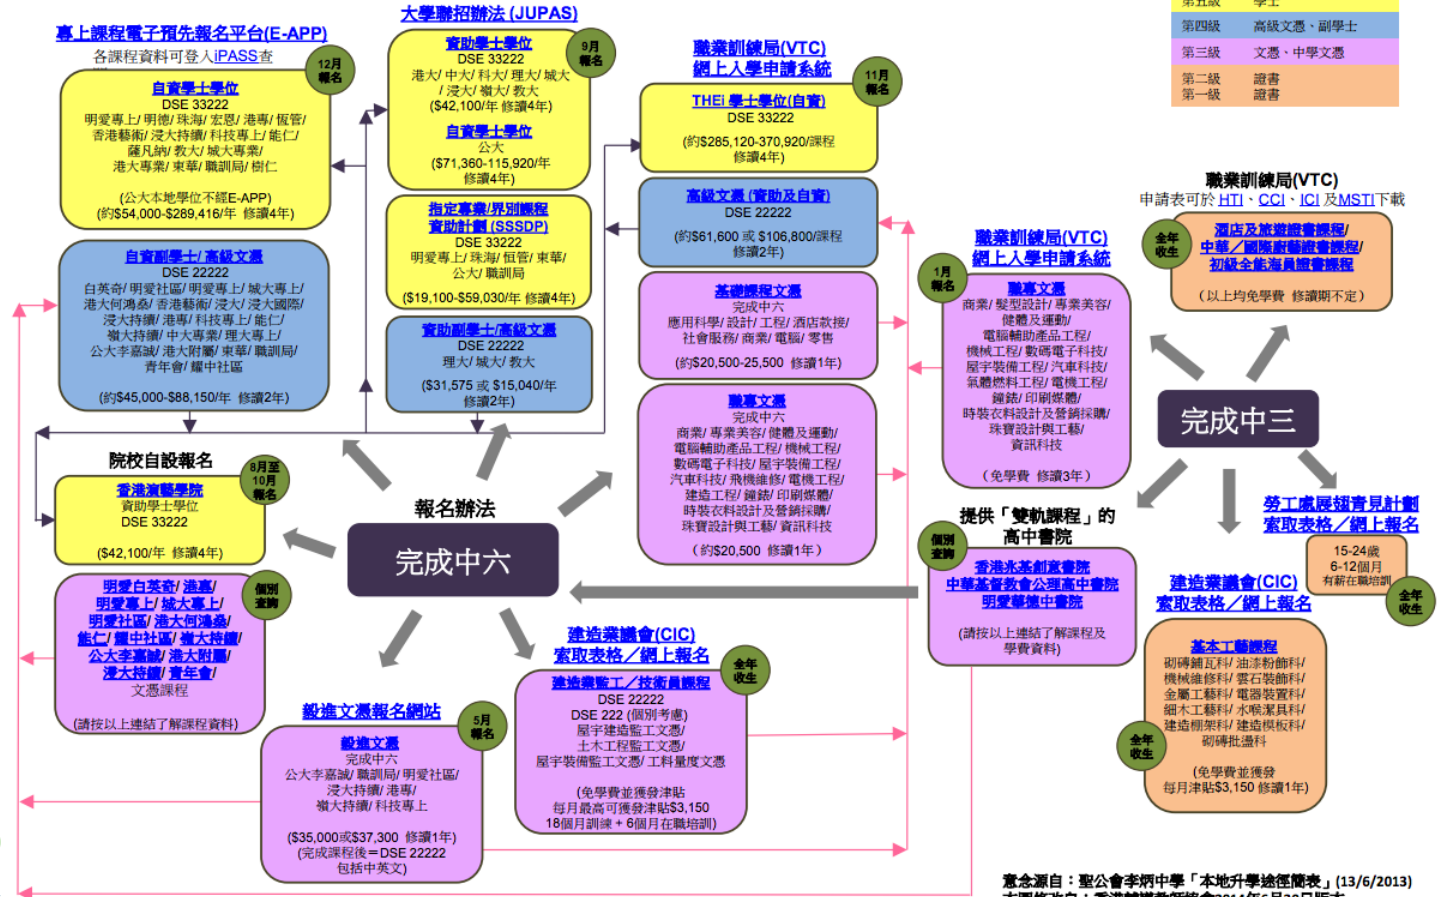 第五級 學士
第四級 高級文憑、副學士
第三級 文憑、中學文憑
第二級 證書
第一級 證書
專上課程電子預先報名平台(E-APP)
各課程資料可登入iPASS查
12月
報名
自資學士學位
DSE 33222
明愛專上/ 明德/ 珠海/ 宏恩/ 港專/ 恆管/
香港藝術/ 浸大持續/ 科技專上/ 能仁/
薩凡納/ 教大/ 城大專業/
港大專業/ 東華/ 職訓局/ 樹仁
(公大本地學位不經E-APP)
(約$54,000-$289,416/年 修讀4年)
自資副學士/ 高級文憑
DSE 22222
白英奇/ 明愛社區/ 明愛專上/ 城大專上/
港大何鴻燊/ 香港藝術/ 浸大/ 浸大國際/
浸大持續/ 港專/ 科技專上/ 能仁/
嶺大持續/ 中大專業/ 理大專上/
公大李嘉誠/ 港大附屬/ 東華/ 職訓局/
青年會/ 耀中社區
(約$45,000-$88,150/年 修讀2年)
大學聯招辦法 (JUPAS)
9月
報名
資助學士學位
DSE 33222
港大/ 中大/ 科大/ 理大/ 城大
/ 浸大/ 嶺大/ 教大
($42,100/年 修讀4年)
自資學士學位
公大
($71,360-115,920/年
修讀4年)
指定專業/界別課程
資助計劃 (SSSDP)
DSE 33222
明愛專上/ 珠海/ 恒管/ 東華/
公大/ 職訓局
($19,100-$59,030/年 修讀4年)
資助副學士/高級文憑
DSE 22222
理大/ 城大/ 教大
($31,575 或 $15,040/年
修讀2年)
職業訓練局(VTC)
網上入學申請系統
11月
報名
THEi 學士學位(自資)
DSE 33222
(約$285,120-370,920/課程
修讀4年)
高級文憑 (資助及自資)
DSE 22222
(約$61,600 或 $106,800/課程
修讀2年)
基礎課程文憑
完成中六
應用科學/ 設計/ 工程/ 酒店款接/
社會服務/ 商業/ 電腦/ 零售
(約$20,500-25,500 修讀1年)
職專文憑
完成中六
商業/ 專業美容/ 健體及運動/
電腦輔助產品工程/ 機械工程/
數碼電子科技/ 屋宇裝備工程/
汽車科技/ 飛機維修/ 電機工程/
建造工程/ 鐘錶/ 印刷媒體/
時裝衣料設計及營銷採購/
珠寶設計與工藝/ 資訊科技
(約$20,500 修讀1年)
職業訓練局(VTC)
網上入學申請系統
1月
報名
職專文憑
商業/ 髮型設計/ 專業美容/
健體及運動/
電腦輔助產品工程/
機械工程/ 數碼電子科技/
屋宇裝備工程/ 汽車科技/
氣體燃料工程/ 電機工程/
鐘錶/ 印刷媒體/
時裝衣料設計及營銷採購/
珠寶設計與工藝/
資訊科技
(免學費 修讀3年)
職業訓練局(VTC)
申請表可於 HTI、CCI、ICI 及MSTI下載
全年
收生
酒店及旅遊證書課程/
中華／國際廚藝證書課程/
初級全能海員證書課程
(以上均免學費 修讀期不定)
完成中三
院校自設報名
8月至
10月
報名
香港演藝學院
資助學士學位
DSE 33222
($42,100/年 修讀4年)
個別
查詢
明愛白英奇/ 港專/
明愛專上/ 城大專上/
明愛社區/ 港大何鴻燊/
能仁/ 耀中社區/ 嶺大持續/
公大李嘉誠/ 港大附屬/
浸大持續/ 青年會/
文憑課程
(請按以上連結了解課程資料)
報名辦法
完成中六
毅進文憑報名網站
5月
報名
毅進文憑
完成中六
公大李嘉誠/ 職訓局/ 明愛社區/
浸大持續/ 港專/
嶺大持續/ 科技專上
($35,000或$37,300 修讀1年)
(完成課程後＝DSE 22222
包括中英文)
建造業議會(CIC)
索取表格／網上報名
全年
收生
建造業監工／技術員課程
DSE 22222
DSE 222 (個別考慮)
屋宇建造監工文憑/
土木工程監工文憑/
屋宇裝備監工文憑/ 工料量度文憑
(免學費並獲發津貼
每月最高可獲發津貼$3,150
18個月訓練 + 6個月在職培訓)
提供「雙軌課程」的
高中書院
個別
查詢
香港兆基創意書院
中華基督教會公理高中書院
明愛華德中書院
(請按以上連結了解課程及
學費資料)
勞工處展翅青見計劃
索取表格／網上報名
15-24歲
6-12個月
有薪在職培訓
全年
收生
建造業議會(CIC)
索取表格／網上報名
基本工藝課程
砌磚鋪瓦科/ 油漆粉飾科/
機械維修科/ 雲石裝飾科/
金屬工藝科/ 電器裝置科/
細木工藝科/ 水喉潔具科/
建造棚架科/ 建造模板科/
砌磚批盪科
(免學費並獲發
每月津貼$3,150 修讀1年)
全年
收生
意念源自：聖公會李炳中學「本地升學途徑簡表」(13/6/2013)